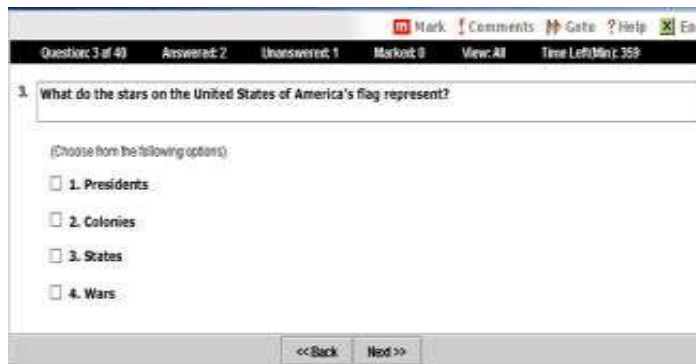 m Mark ! Comments Goto ? Help X En
Question: 3 of 40 Answered: 2 Unanswered: 1 Marked: 0 View: All Time Left(Min): 359
3. What do the stars on the United States of America's flag represent?
(Choose from the following options)
1. Presidents
2. Colonies
3. States
4. Wars
<< Back Next >>